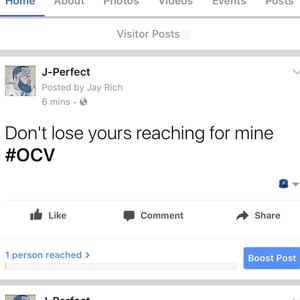 Home About Photos Videos Events Posts
Visitor Posts
J-Perfect
Posted by Jay Rich
6 mins ·
Don't lose yours reaching for mine
#OCV
Like Comment Share
1 person reached >
Boost Post
J-Perfect